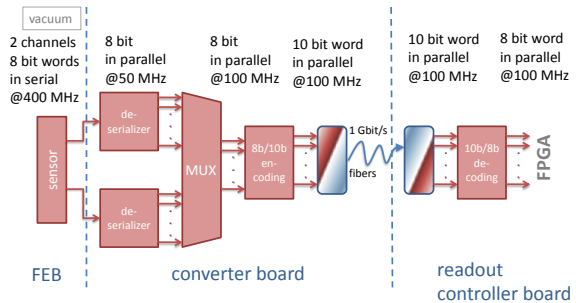 vacuum
2 channels
8 bit words
in serial
@400 MHz
8 bit
in parallel
@50 MHz
8 bit
in parallel
@100 MHz
10 bit word
in parallel
@100 MHz
10 bit word
in parallel
@100 MHz
8 bit
in parallel
@100 MHz
sensor
de-
serializer
de-
serializer
MUX
8b/10b
en-
coding
1 Gbit/s
fibers
10b/8b
de-
coding
FPGA
FEB
converter board
readout
controller board